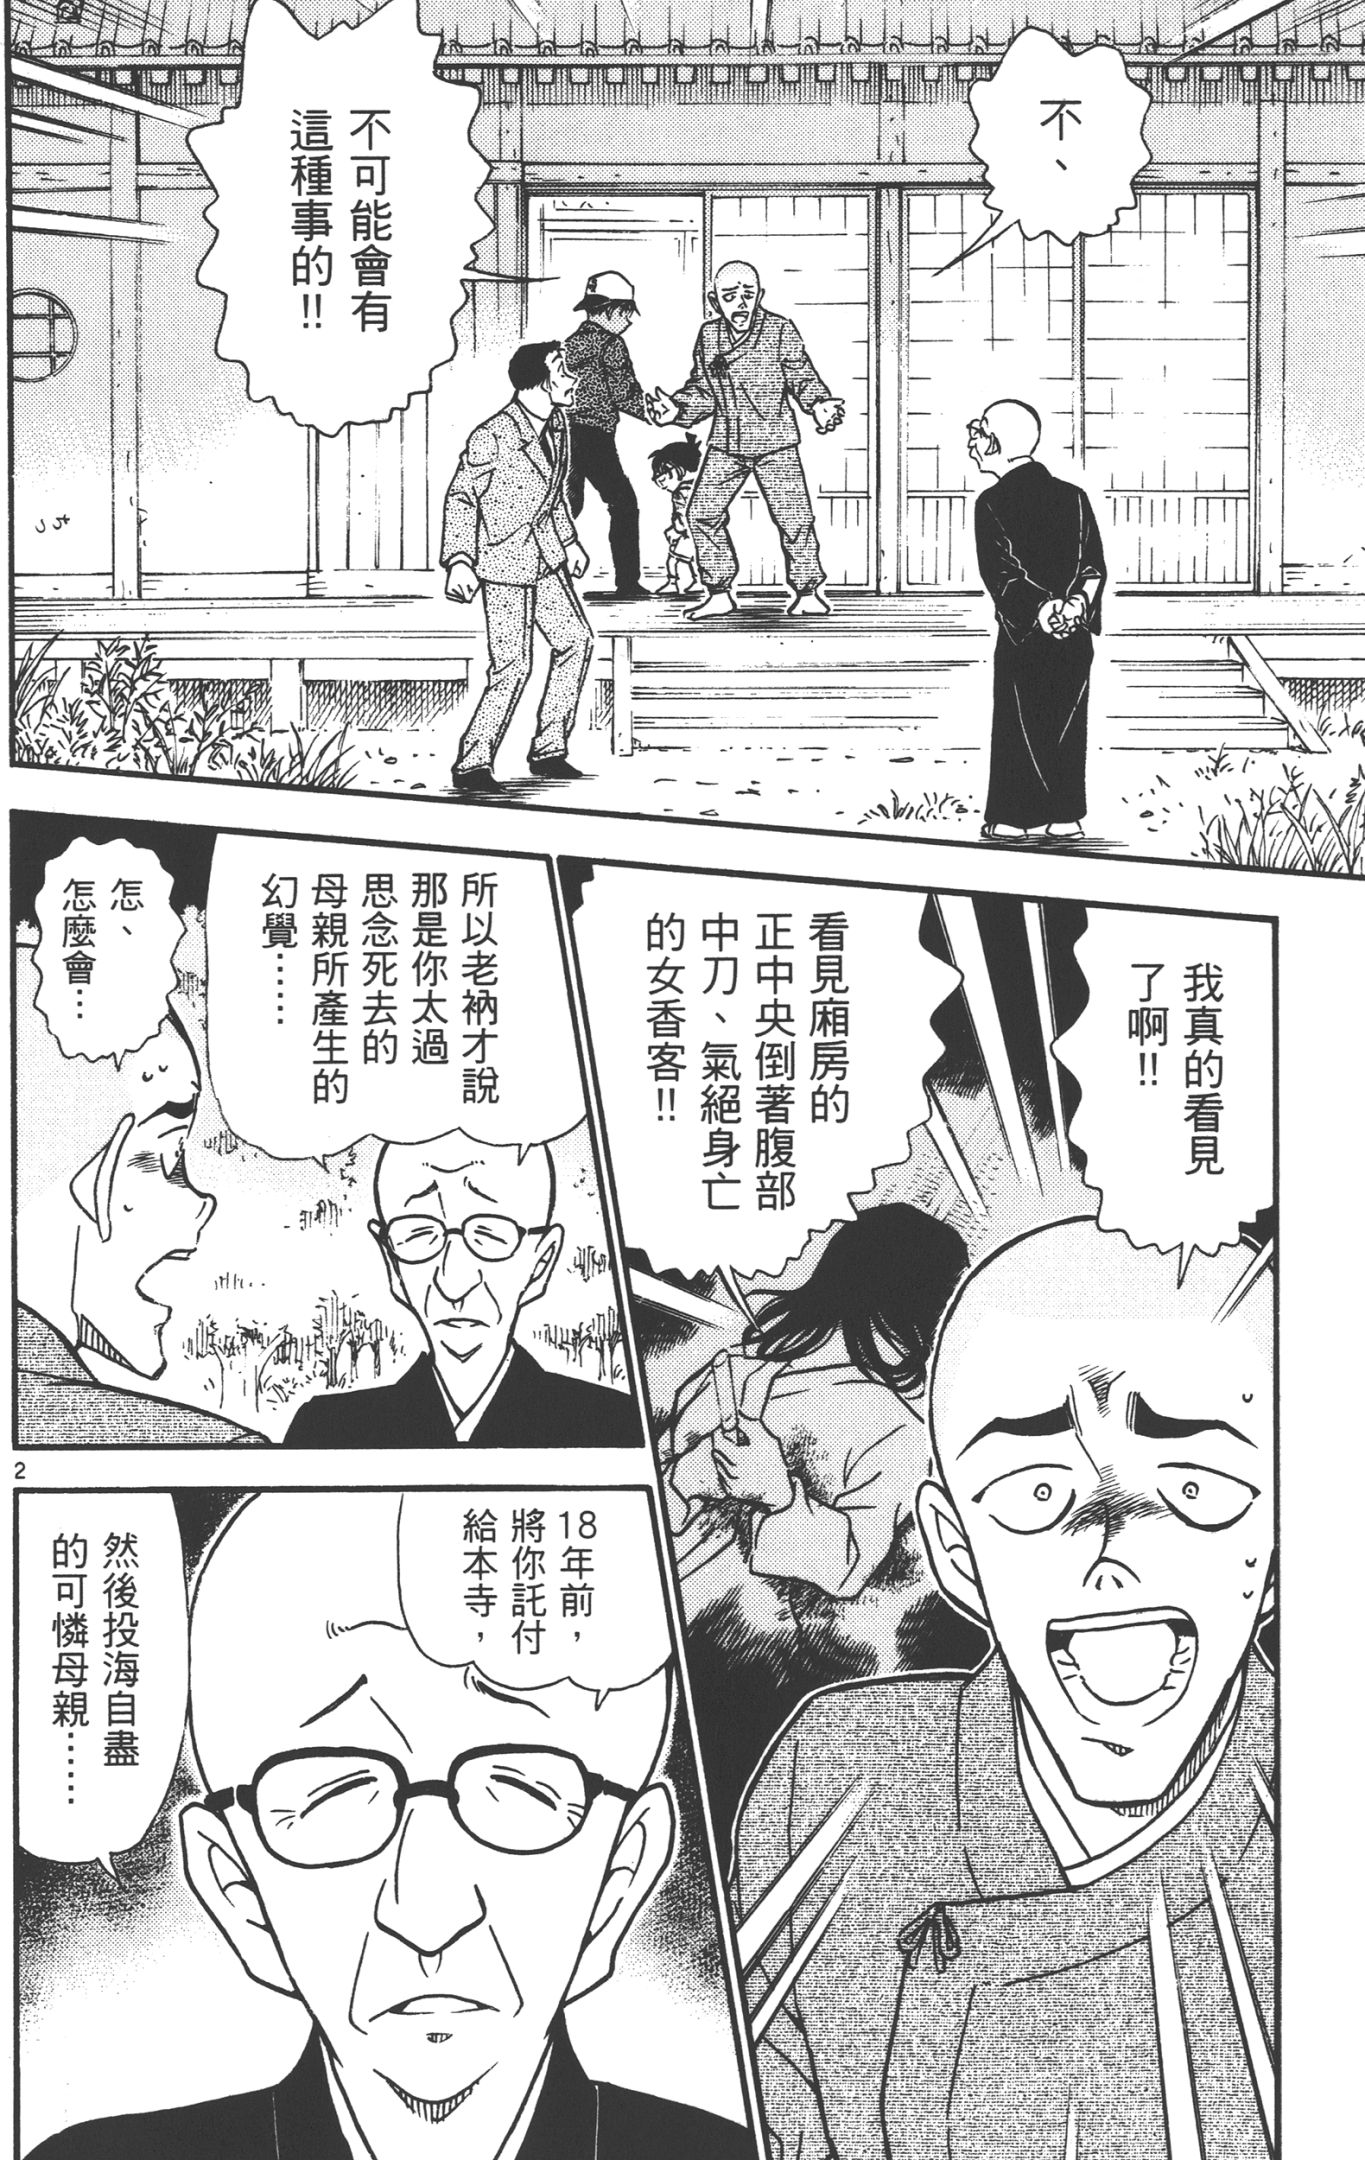 不、
不可能會有
這種事的!!
ちっ
我真的看見
了啊!!
看見廂房的
正中央倒著腹部
中刀、氣絕身亡
的女香客!!
所以老衲才說
那是你太過
思念死去的
母親所產生的
幻覺……
怎、
怎麼會…
18年前，
將你託付
給本寺，
然後投海自盡
的可憐母親……
2